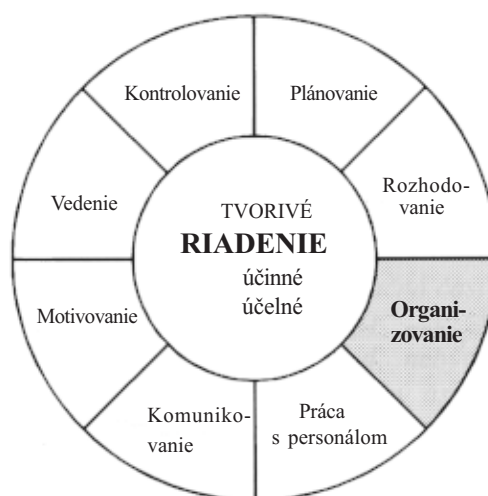 Kontrolovanie
Plánovanie
Vedenie
Rozhodo-
vanie
TVORIVÉ
RIADENIE
účinné
účelné
Motivovanie
Organi-
zovanie
Komuniko-
vanie
Práca
s personálom